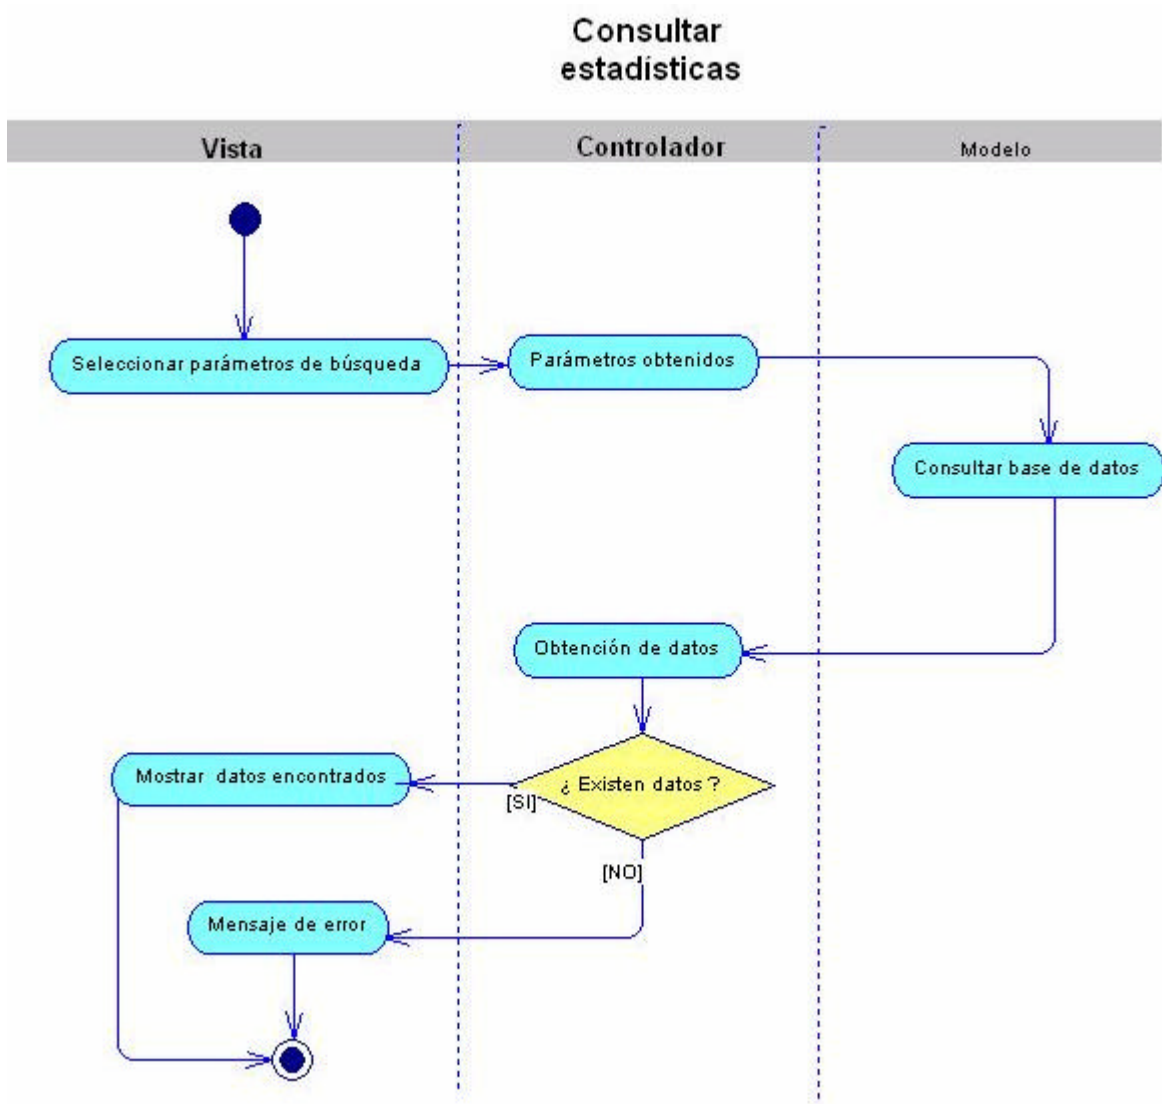 Consultar
estadísticas
Vista
Controlador
Modelo
Seleccionar parámetros de búsqueda
Parámetros obtenidos
Consultar base de datos
Obtención de datos
¿ Existen datos ?
Mostrar datos encontrados
[SI]
[NO]
Mensaje de error